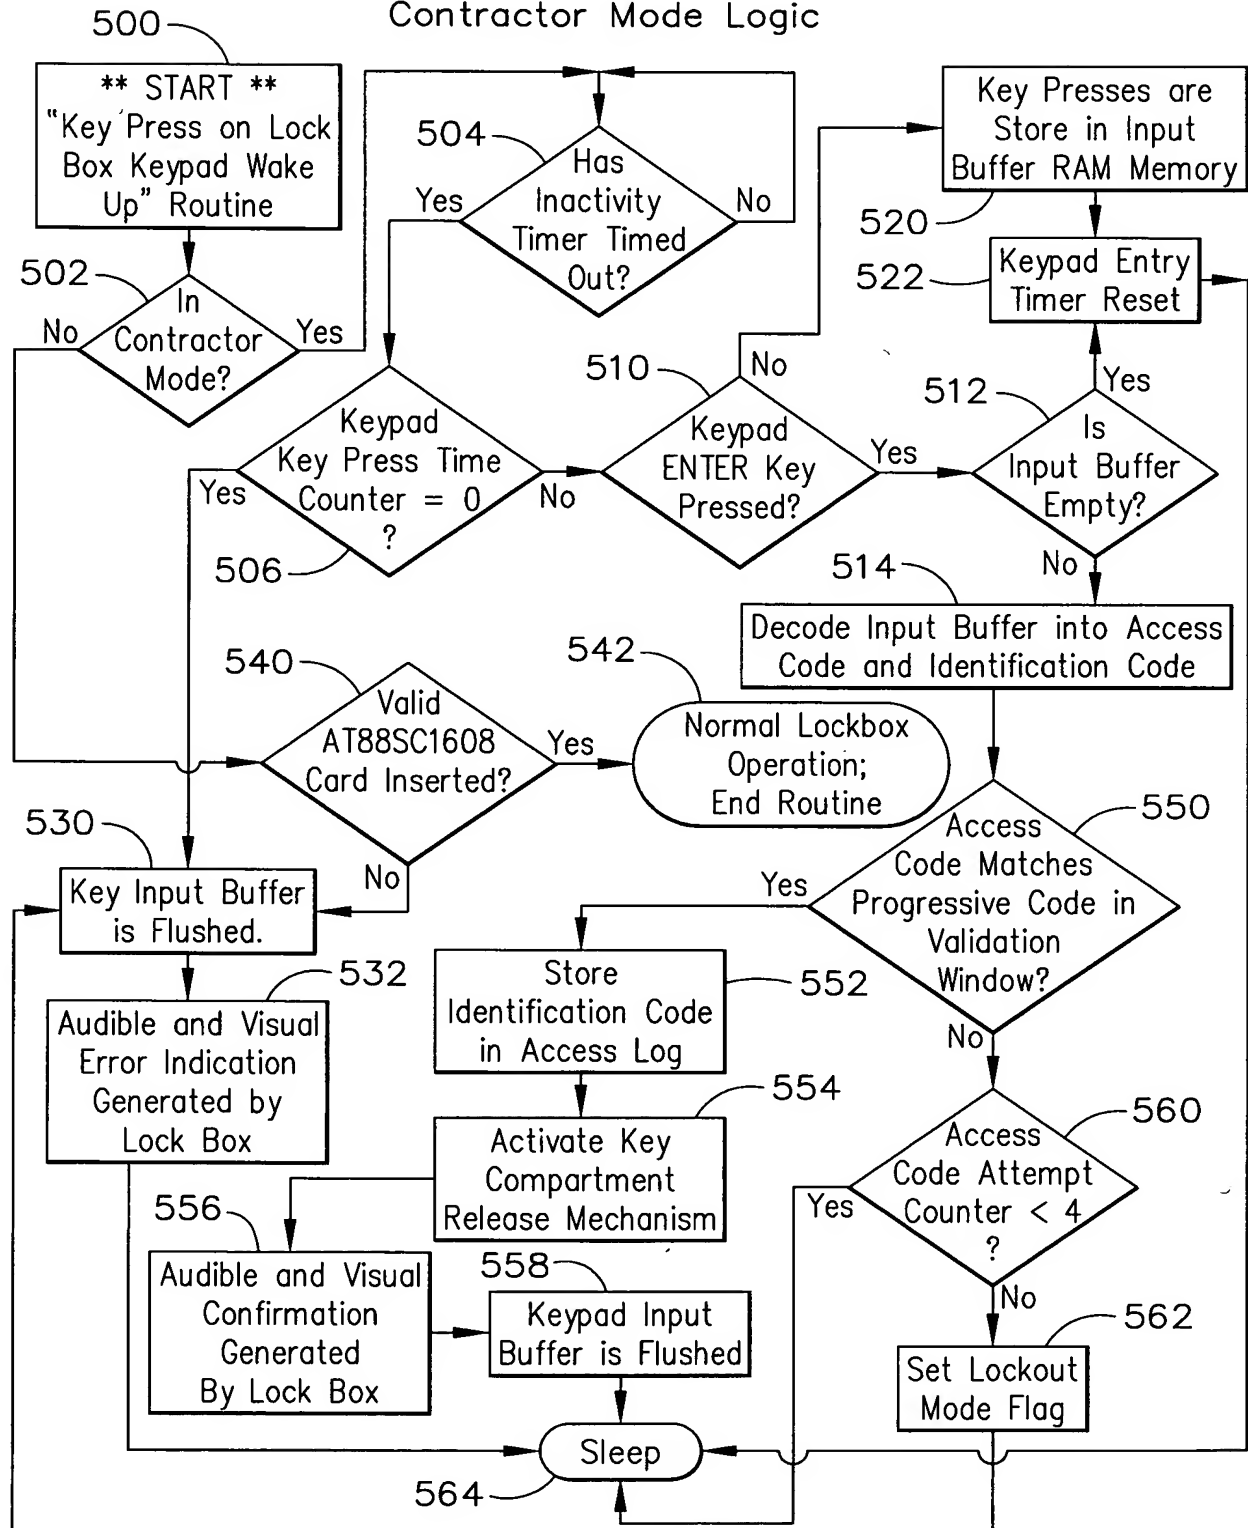 Contractor Mode Logic
500
** START **
"Key Press on Lock
Box Keypad Wake
Up" Routine
502
In
Contractor
Mode?
No
Yes
504
Has
Inactivity
Timer Timed
Out?
Yes
No
506
Keypad
Key Press Time
Counter = 0
?
Yes
No
510
Keypad
ENTER Key
Pressed?
No
Yes
Key Presses are
Store in Input
Buffer RAM Memory
520
522
Keypad Entry
Timer Reset
512
Is
Input Buffer
Empty?
Yes
No
514
Decode Input Buffer into Access
Code and Identification Code
540
Valid
AT88SC1608
Card Inserted?
Yes
No
542
Normal Lockbox
Operation;
End Routine
530
Key Input Buffer
is Flushed.
532
Audible and Visual
Error Indication
Generated by
Lock Box
550
Access
Code Matches
Progressive Code in
Validation
Window?
Yes
No
552
Store
Identification Code
in Access Log
554
Activate Key
Compartment
Release Mechanism
556
Audible and Visual
Confirmation
Generated
By Lock Box
558
Keypad Input
Buffer is Flushed
560
Access
Code Attempt
Counter < 4
?
Yes
No
562
Set Lockout
Mode Flag
Sleep
564